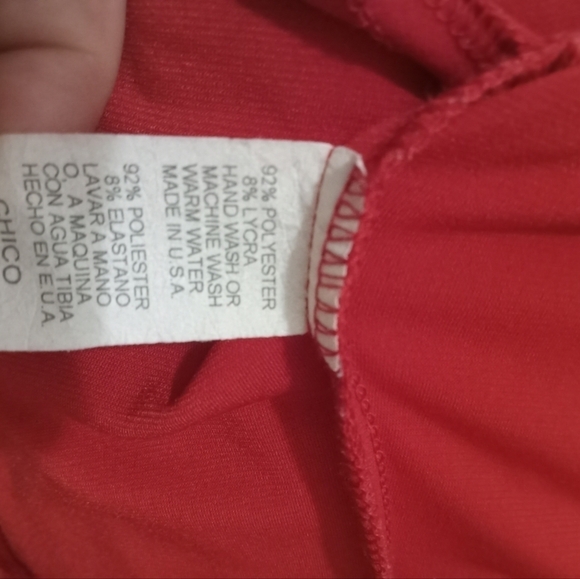 92% POLYESTER
8% LYCRA
HAND WASH OR
MACHINE WASH
WARM WATER
MADE IN U.S.A.
92% POLIESTER
8% ELASTANO
LAVAR A MANO
O, A MAQUINA
CON AGUA TIBIA
HECHO EN E.U.A.
CHICO